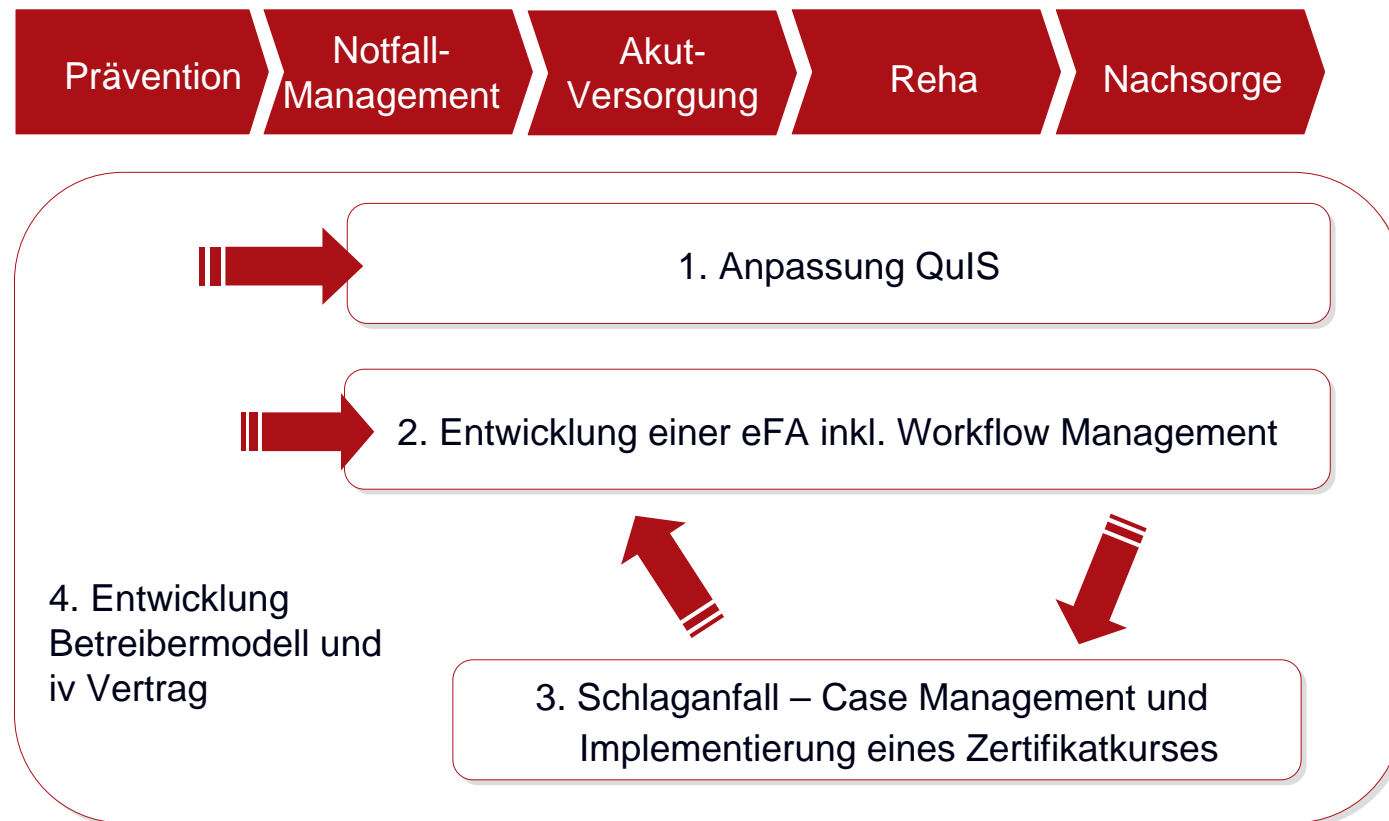 Prävention
Notfall-
Management
Akut-
Versorgung
Reha
Nachsorge
1. Anpassung QuIS
2. Entwicklung einer eFA inkl. Workflow Management
4. Entwicklung
Betreibermodell und
iv Vertrag
3. Schlaganfall – Case Management und
Implementierung eines Zertifikatkurses